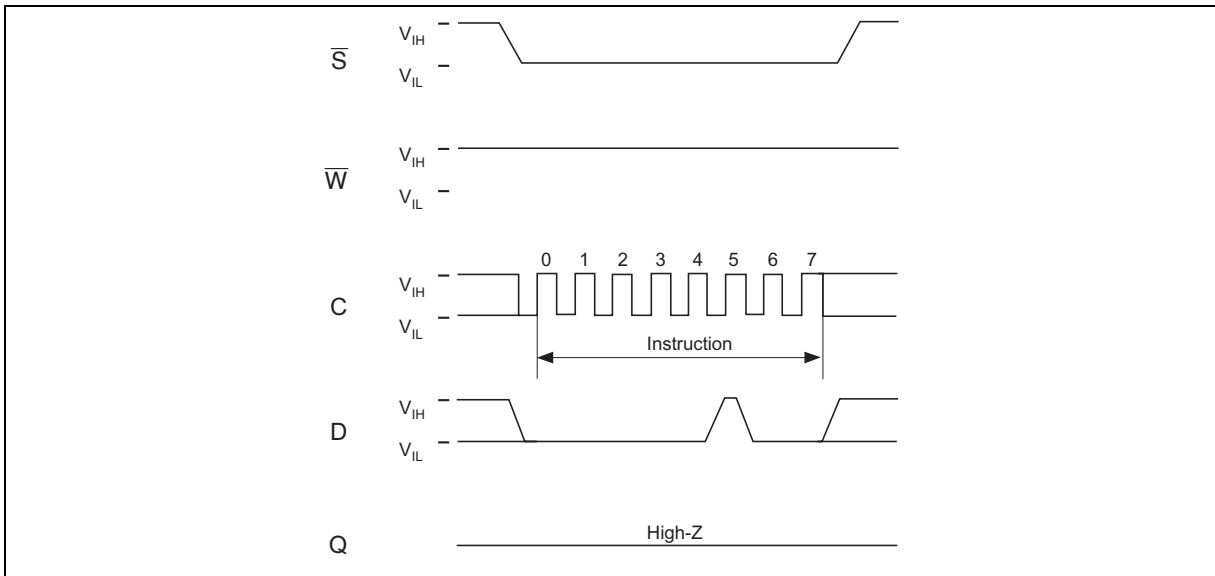 V_IH
S̅
V_IL
V_IH
W̅
V_IL
0 1 2 3 4 5 6 7
V_IH
C
V_IL
Instruction
V_IH
D
V_IL
High-Z
Q